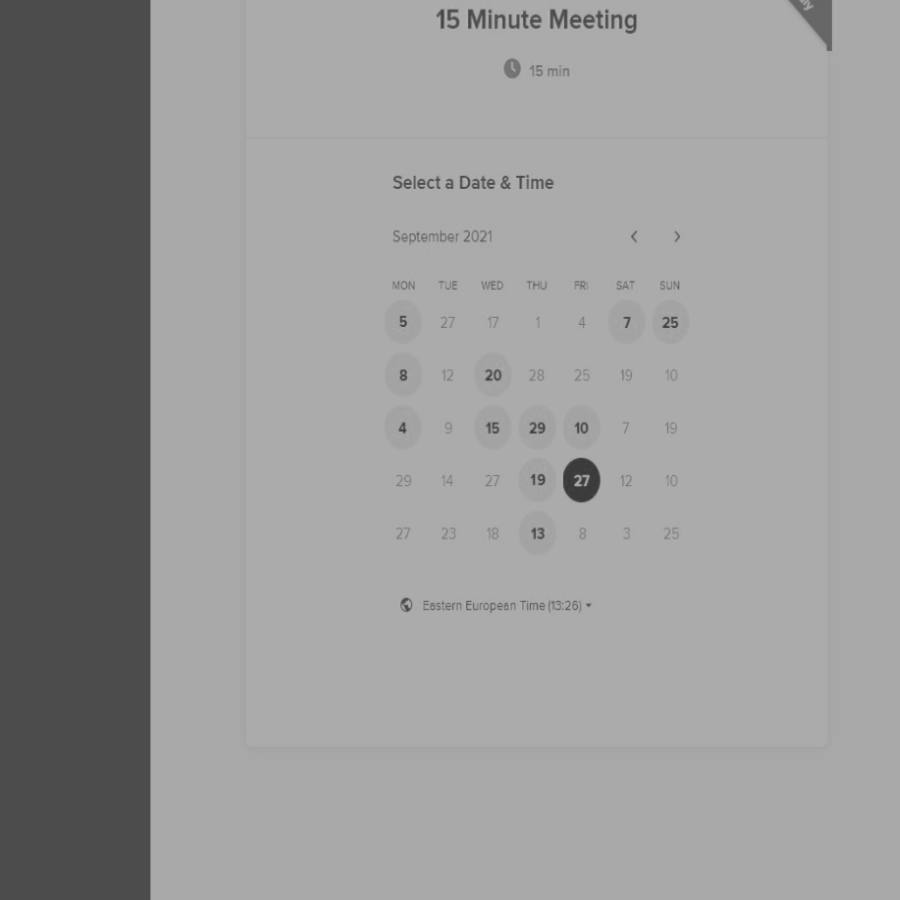 15 Minute Meeting
15 min
Select a Date & Time
September 2021
MON TUE WED THU FRI SAT SUN
5 27 17 1 4 7 25
8 12 20 28 25 19 10
4 9 15 29 10 7 19
29 14 27 19 27 12 10
27 23 18 13 8 3 25
Eastern European Time (13:26)